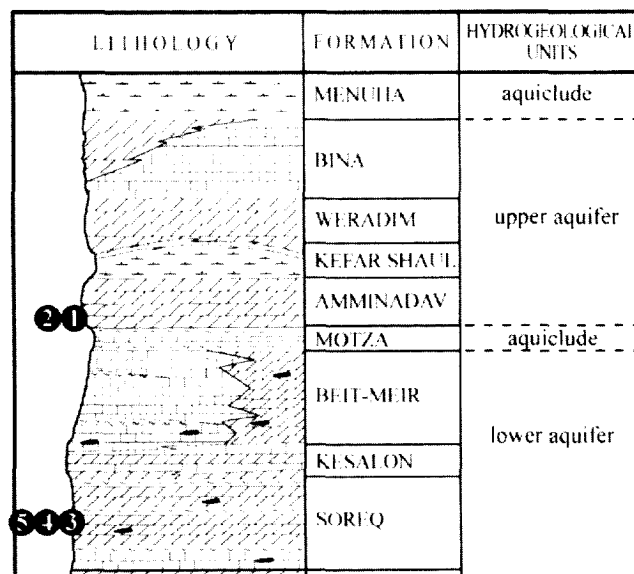 LITHOLOGY FORMATION HYDROGEOLOGICAL UNITS
MENUHA aquiclude
BINA
WERADIM upper aquifer
KEFAR SHAUL
AMMINADAV
2 1
MOTZA aquiclude
BEIT-MEIR
lower aquifer
KESALON
5 4 3 SOREQ